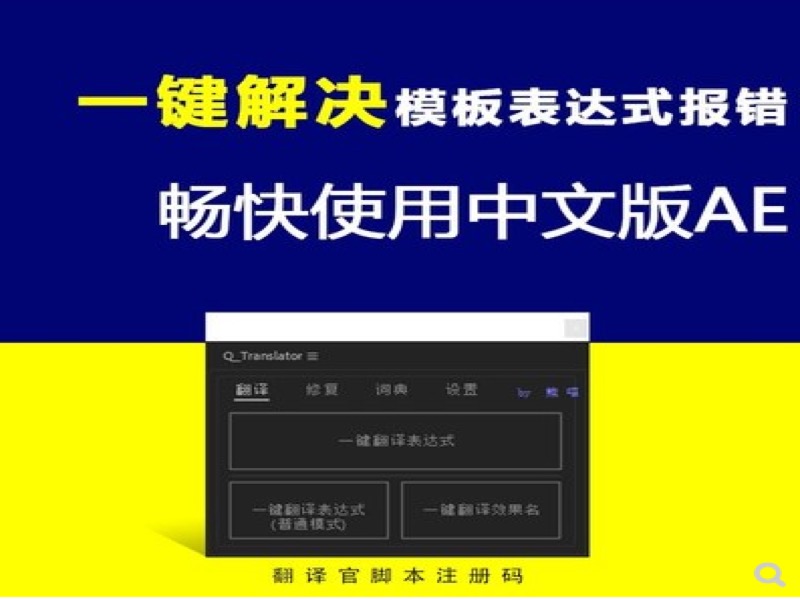 一键解决模板表达式报错
畅快使用中文版AE
Q_Translator
翻译 修复 词典 设置 by 熊喵
一键翻译表达式
一键翻译表达式 一键翻译效果名
(普通模式)
翻译官脚本注册码